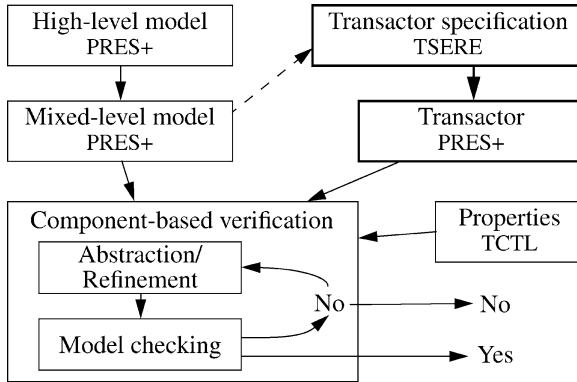 High-level model
PRES+
Transactor specification
TSERE
Mixed-level model
PRES+
Transactor
PRES+
Component-based verification
Abstraction/
Refinement
Model checking
No
Properties
TCTL
No
Yes